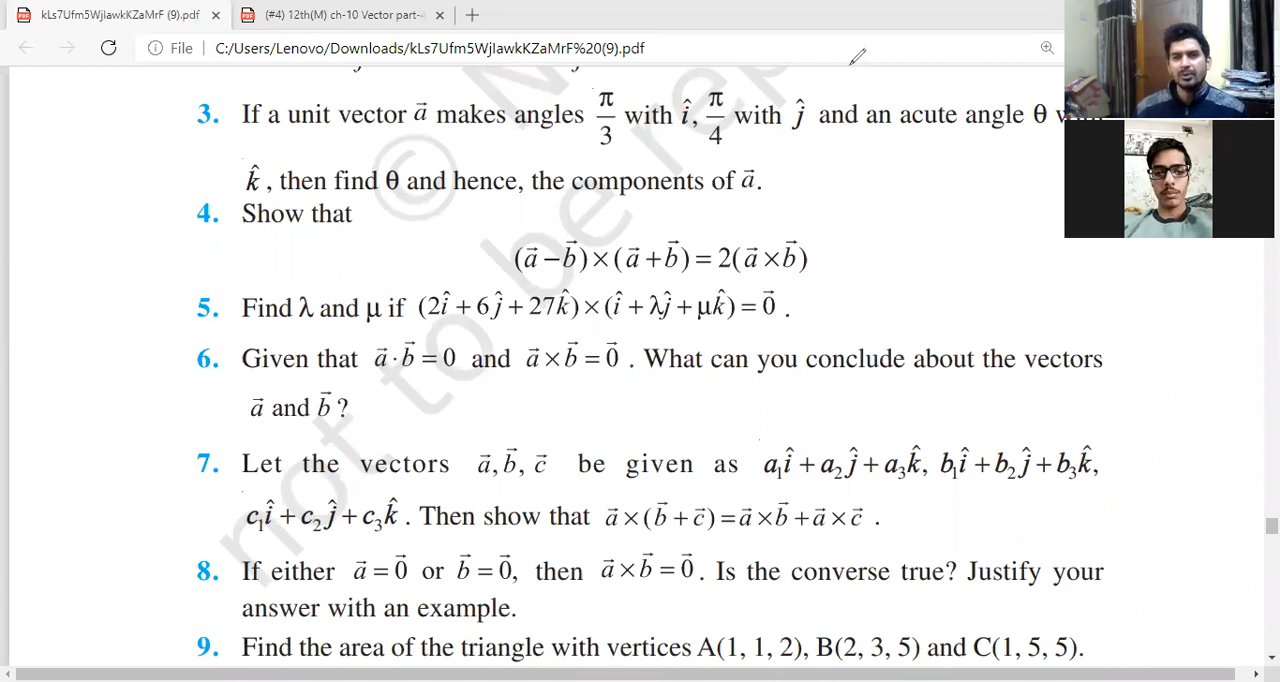 kLs7Ufm5WjIawkKZaMrF (9).pdf
(#4) 12th(M) ch-10 Vector part-
File | C:/Users/Lenovo/Downloads/kLs7Ufm5WjIawkKZaMrF%20(9).pdf
3. If a unit vector a⃗ makes angles π/3 with î, π/4 with ĵ and an acute angle θ
k̂, then find θ and hence, the components of a⃗.
4. Show that
(a⃗ − b⃗) × (a⃗ + b⃗) = 2(a⃗ × b⃗)
5. Find λ and μ if (2î + 6ĵ + 27k̂) × (î + λĵ + μk̂) = 0⃗ .
6. Given that a⃗ · b⃗ = 0 and a⃗ × b⃗ = 0⃗ . What can you conclude about the vectors
a⃗ and b⃗ ?
7. Let the vectors a⃗, b⃗, c⃗ be given as a₁î + a₂ĵ + a₃k̂, b₁î + b₂ĵ + b₃k̂,
c₁î + c₂ĵ + c₃k̂ . Then show that a⃗ × (b⃗ + c⃗) = a⃗ × b⃗ + a⃗ × c⃗ .
8. If either a⃗ = 0⃗ or b⃗ = 0⃗, then a⃗ × b⃗ = 0⃗ . Is the converse true? Justify your
answer with an example.
9. Find the area of the triangle with vertices A(1, 1, 2), B(2, 3, 5) and C(1, 5, 5).
© N
not to be rep